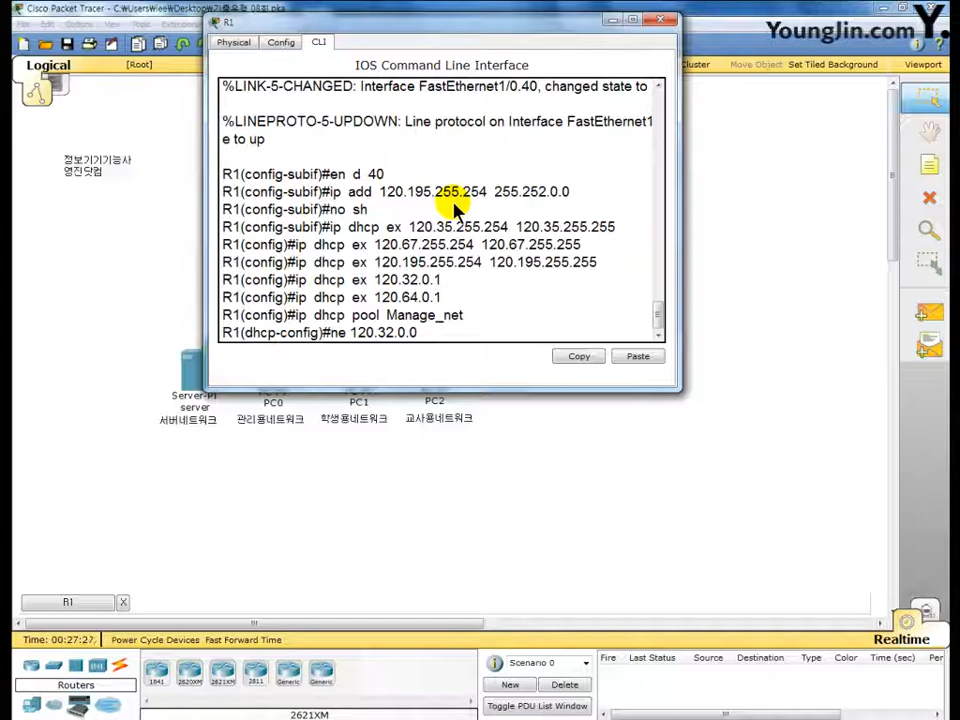 Cisco Packet Tracer - C:\Users\lee\Desktop\기출유형 08회.pka
YoungJin.com Y.
R1
Physical
Config
CLI
Logical
[Root]
Cluster
Move Object
Set Tiled Background
Viewport
IOS Command Line Interface
%LINK-5-CHANGED: Interface FastEthernet1/0.40, changed state to
%LINEPROTO-5-UPDOWN: Line protocol on Interface FastEthernet1
e to up
R1(config-subif)#en d 40
R1(config-subif)#ip add 120.195.255.254 255.252.0.0
R1(config-subif)#no sh
R1(config-subif)#ip dhcp ex 120.35.255.254 120.35.255.255
R1(config)#ip dhcp ex 120.67.255.254 120.67.255.255
R1(config)#ip dhcp ex 120.195.255.254 120.195.255.255
R1(config)#ip dhcp ex 120.32.0.1
R1(config)#ip dhcp ex 120.64.0.1
R1(config)#ip dhcp pool Manage_net
R1(dhcp-config)#ne 120.32.0.0
Copy
Paste
정보기기기능사
영진닷컴
Server-PT
server
서버네트워크
PC0
관리용네트워크
PC1
학생용네트워크
PC2
교사용네트워크
R1 X
Time: 00:27:27
Power Cycle Devices Fast Forward Time
Realtime
Routers
1841
2620XM
2621XM
2811
Generic
Generic
2621XM
Scenario 0
New
Delete
Toggle PDU List Window
Fire
Last Status
Source
Destination
Type
Color
Time (sec)
Per